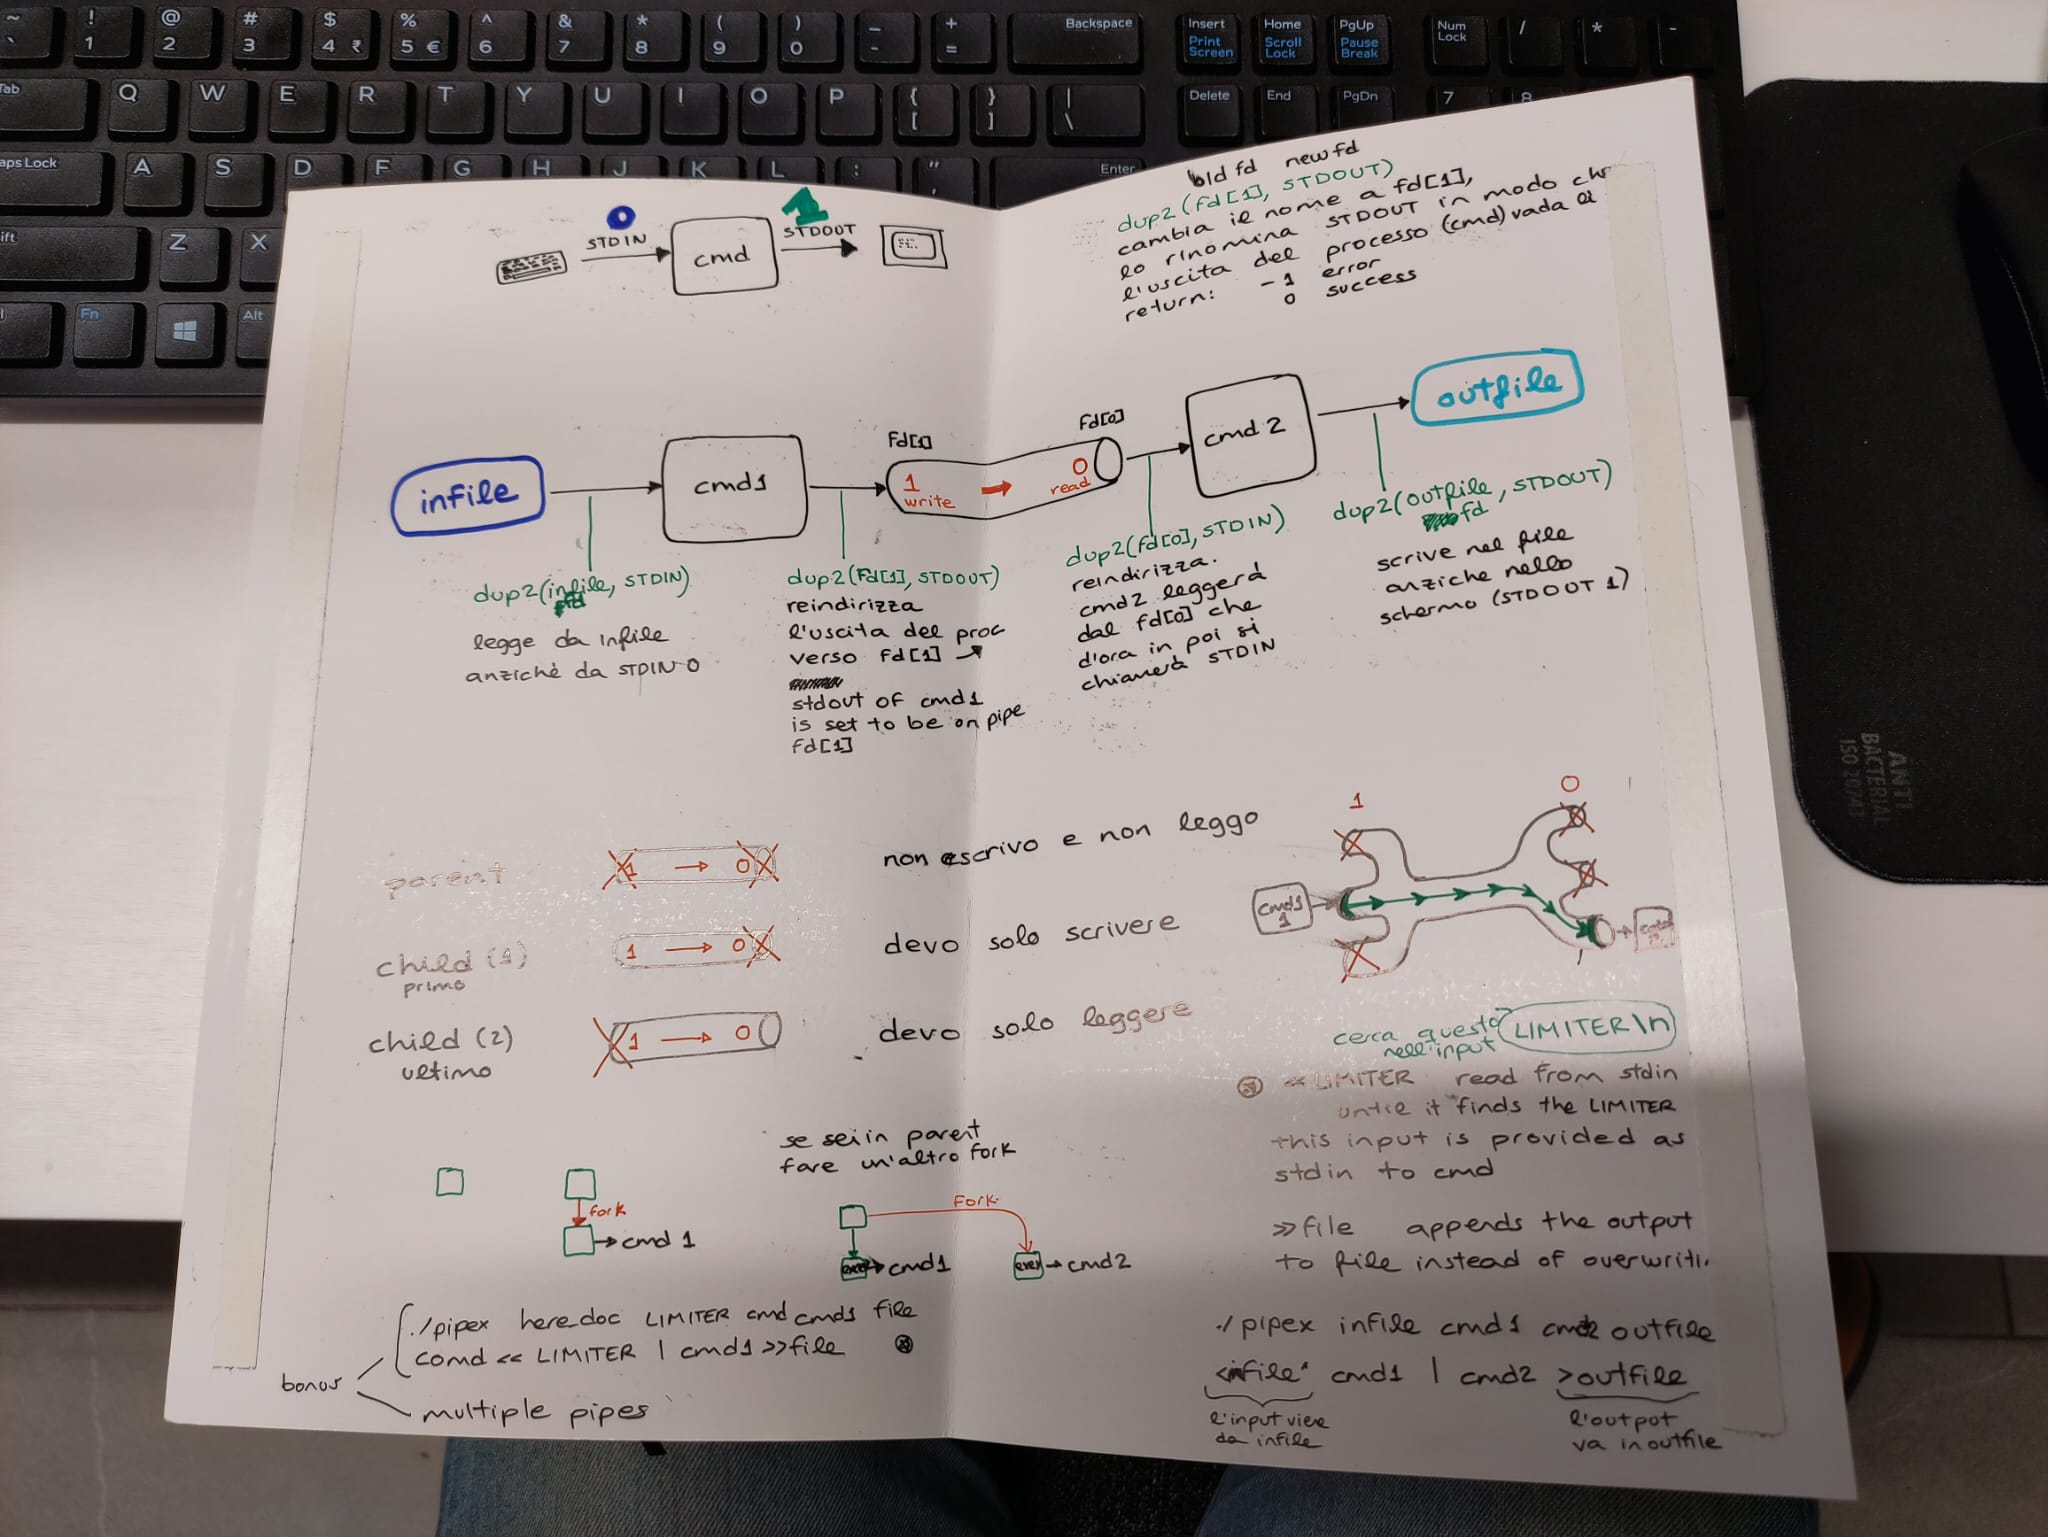 ~ ! @ # $ % ^ & * ( ) _ + Backspace Insert Home PgUp Num Lock / * -
` 1 2 3 4 ₹ 5 € 6 7 8 9 0 - = Print Screen Scroll Lock Pause Break
Tab Q W E R T Y U I O P { [ } ] | \ Delete End PgDn 7 8
aps Lock A S D F G H J K L : " Enter
ift Z X
Fn Alt
0 1
STDIN cmd STDOUT
old fd new fd
dup2(fd[1], STDOUT)
cambia il nome a fd[1],
lo rinomina STDOUT in modo che
l'uscita del processo (cmd) vada lì
return: -1 error
0 success
infile cmd1 fd[1] fd[0] cmd2 outfile
1 0
write → read
dup2(infile, STDIN)
fd
legge da infile
anziché da STDIN 0
dup2(Fd[1], STDOUT)
reindirizza
l'uscita del proc
verso fd[1]
stdout of cmd1
is set to be on pipe
fd[1]
dup2(fd[0], STDIN)
reindirizza.
cmd2 leggerà
dal fd[0] che
d'ora in poi si
chiamerà STDIN
dup2(outfile, STDOUT)
fd
scrive nel file
anziche nello
schermo (STDOUT 1)
parent 1 → 0 non scrivo e non leggo
child (1) 1 → 0 devo solo scrivere
primo
child (2) 1 → 0 devo solo leggere
ultimo
1 0
cmd1
1
cerca questo LIMITER\n
nell'input
<< LIMITER read from stdin
until it finds the LIMITER
this input is provided as
stdin to cmd
>> file appends the output
to file instead of overwriti
se sei in parent
fare un'altro fork
fork
→ cmd 1
Fork
exec → cmd1 exec → cmd2
bonus
./pipex here_doc LIMITER cmd cmd1 file
comd << LIMITER | cmd1 >> file
multiple pipes
./pipex infile cmd1 cmd2 outfile
<infile cmd1 | cmd2 >outfile
l'input viene
da infile
l'output
va in outfile
ANTI
BACTERIAL
ISO 20743